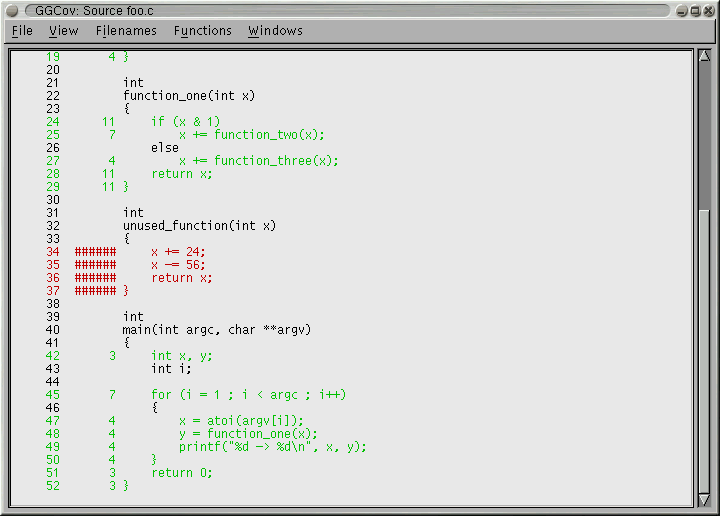 GGCov: Source foo.c
File View Filenames Functions Windows
19 4 }
20
21 int
22 function_one(int x)
23 {
24 11 if (x & 1)
25 7 x += function_two(x);
26 else
27 4 x += function_three(x);
28 11 return x;
29 11 }
30
31 int
32 unused_function(int x)
33 {
34 ###### x += 24;
35 ###### x -= 56;
36 ###### return x;
37 ###### }
38
39 int
40 main(int argc, char **argv)
41 {
42 3 int x, y;
43 int i;
44
45 7 for (i = 1 ; i < argc ; i++)
46 {
47 4 x = atoi(argv[i]);
48 4 y = function_one(x);
49 4 printf("%d -> %d\n", x, y);
50 4 }
51 3 return 0;
52 3 }